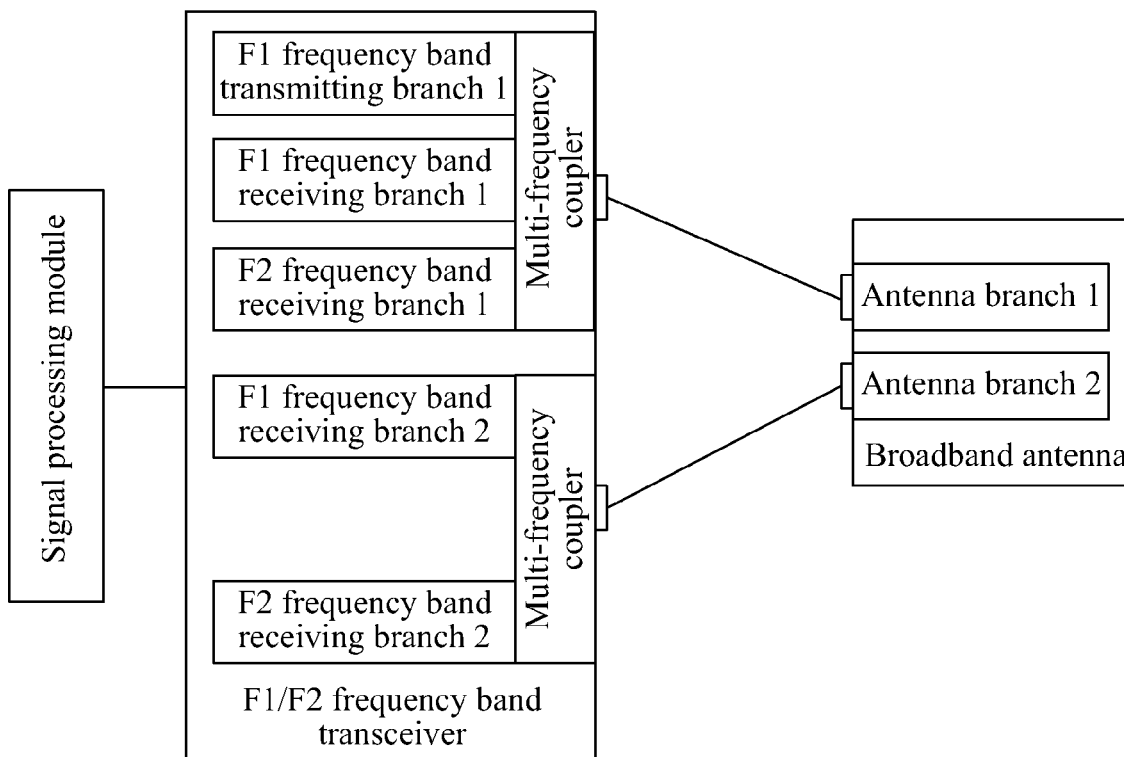 Signal processing module
F1 frequency band
transmitting branch 1
F1 frequency band
receiving branch 1
F2 frequency band
receiving branch 1
Multi-frequency
coupler
F1 frequency band
receiving branch 2
F2 frequency band
receiving branch 2
Multi-frequency
coupler
F1/F2 frequency band
transceiver
Antenna branch 1
Antenna branch 2
Broadband antenna